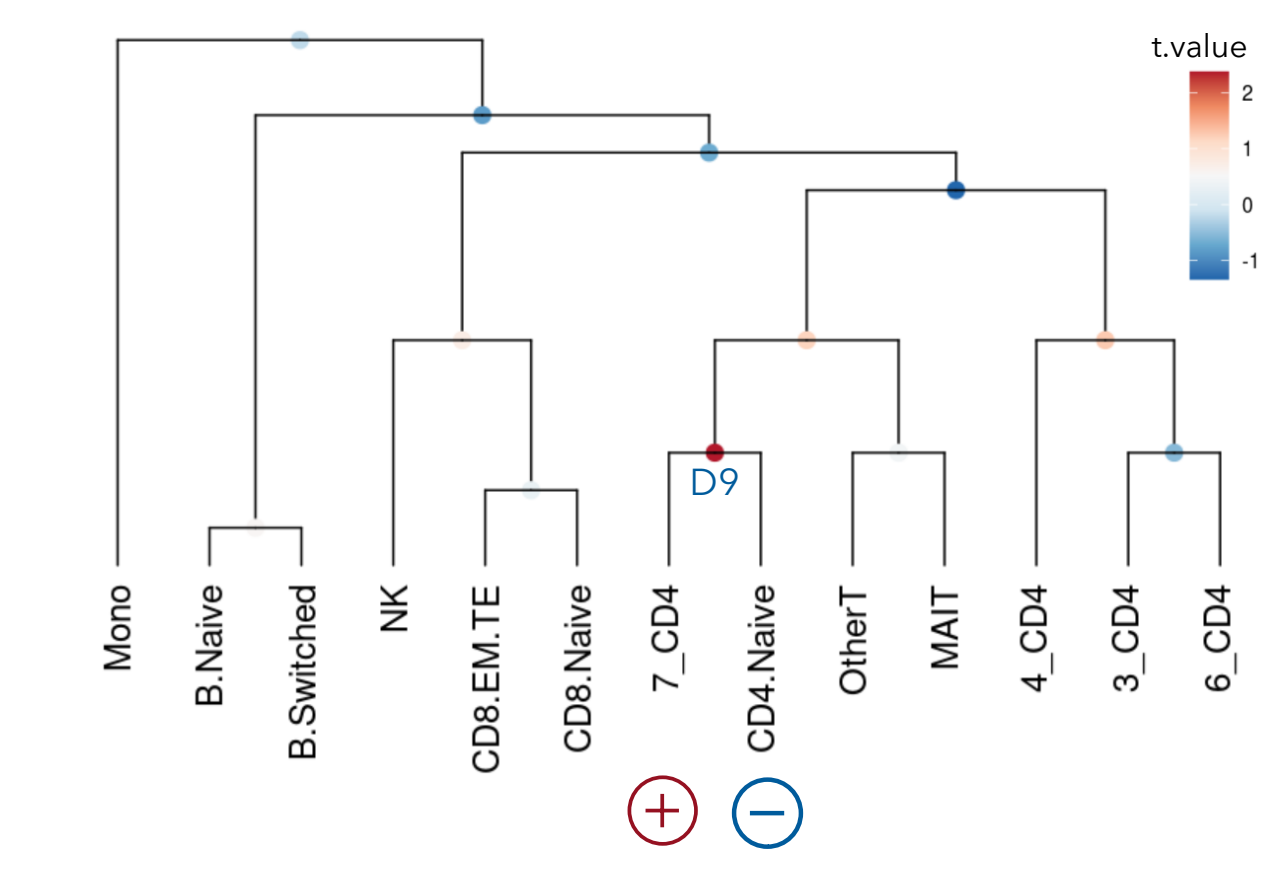 t.value
2
1
0
-1
D9
Mono
B.Naive
B.Switched
NK
CD8.EM.TE
CD8.Naive
7_CD4
CD4.Naive
OtherT
MAIT
4_CD4
3_CD4
6_CD4
+
−